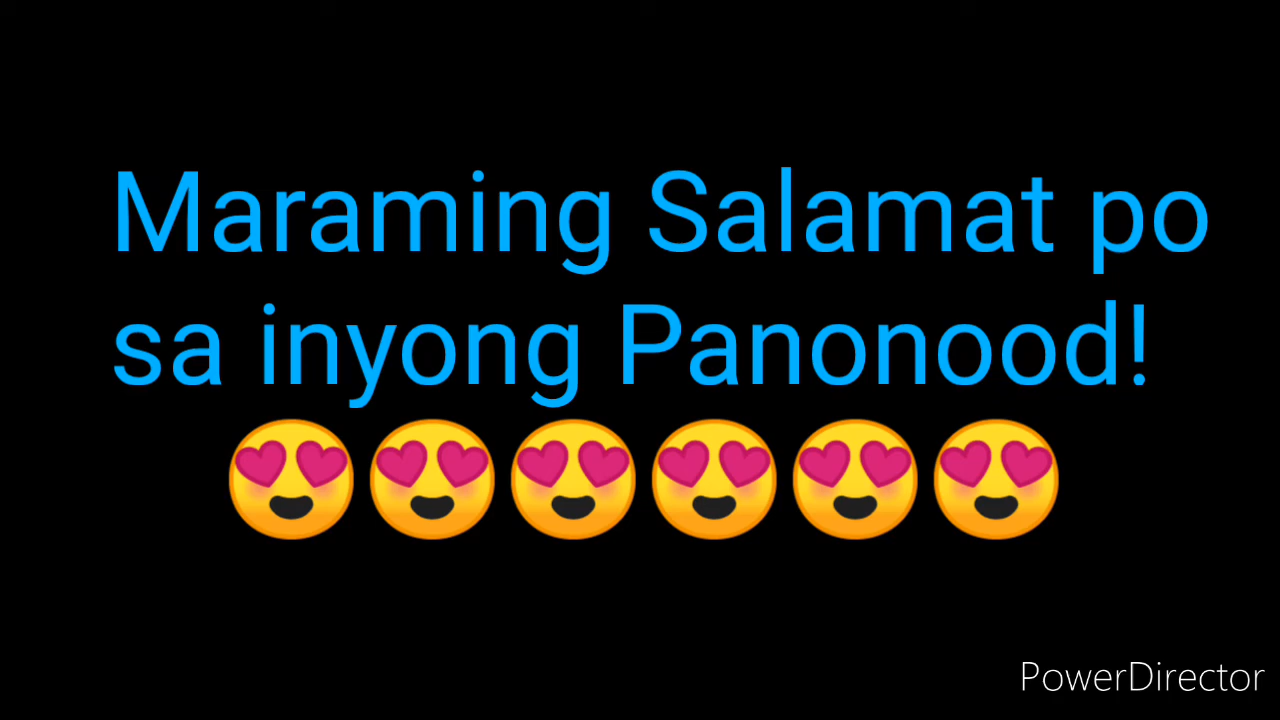 Maraming Salamat po
sa inyong Panonood!
😍😍😍😍😍😍
PowerDirector